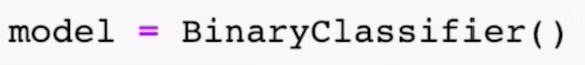 model = BinaryClassifier()